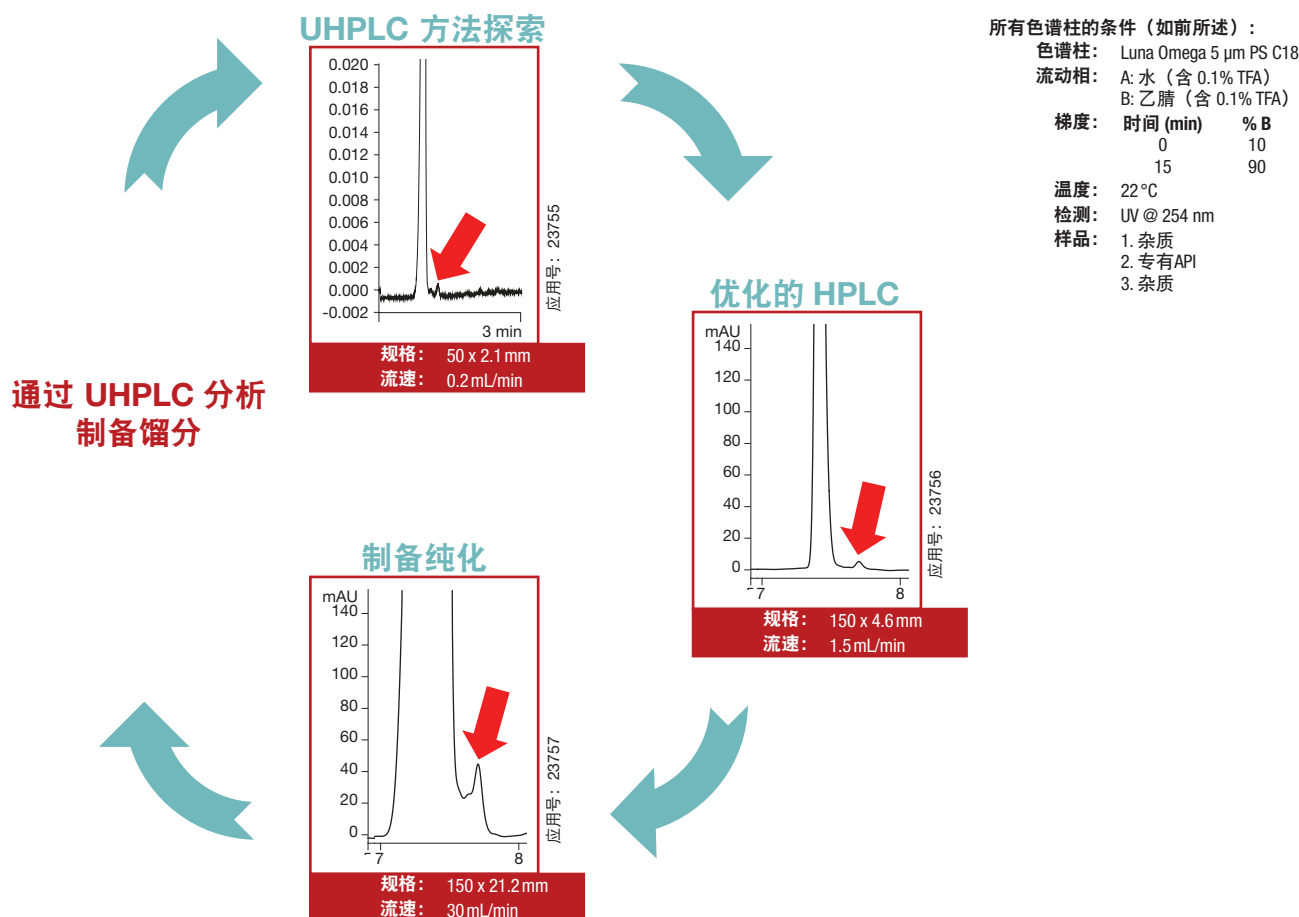 UHPLC 方法探索
0.020
0.018
0.016
0.014
0.012
0.010
0.008
0.006
0.004
0.002
0.000
-0.002
3 min
应用号：23755
规格： 50 x 2.1 mm
流速： 0.2 mL/min
所有色谱柱的条件（如前所述）:
色谱柱： Luna Omega 5 µm PS C18
流动相： A: 水（含 0.1% TFA）
B: 乙腈（含 0.1% TFA）
梯度： 时间 (min) % B
0 10
15 90
温度： 22 °C
检测： UV @ 254 nm
样品： 1. 杂质
2. 专有API
3. 杂质
优化的 HPLC
mAU
140
120
100
80
60
40
20
0
7 8
应用号：23756
规格： 150 x 4.6 mm
流速： 1.5 mL/min
制备纯化
mAU
140
120
100
80
60
40
20
0
7 8
应用号：23757
规格： 150 x 21.2 mm
流速： 30 mL/min
通过 UHPLC 分析
制备馏分